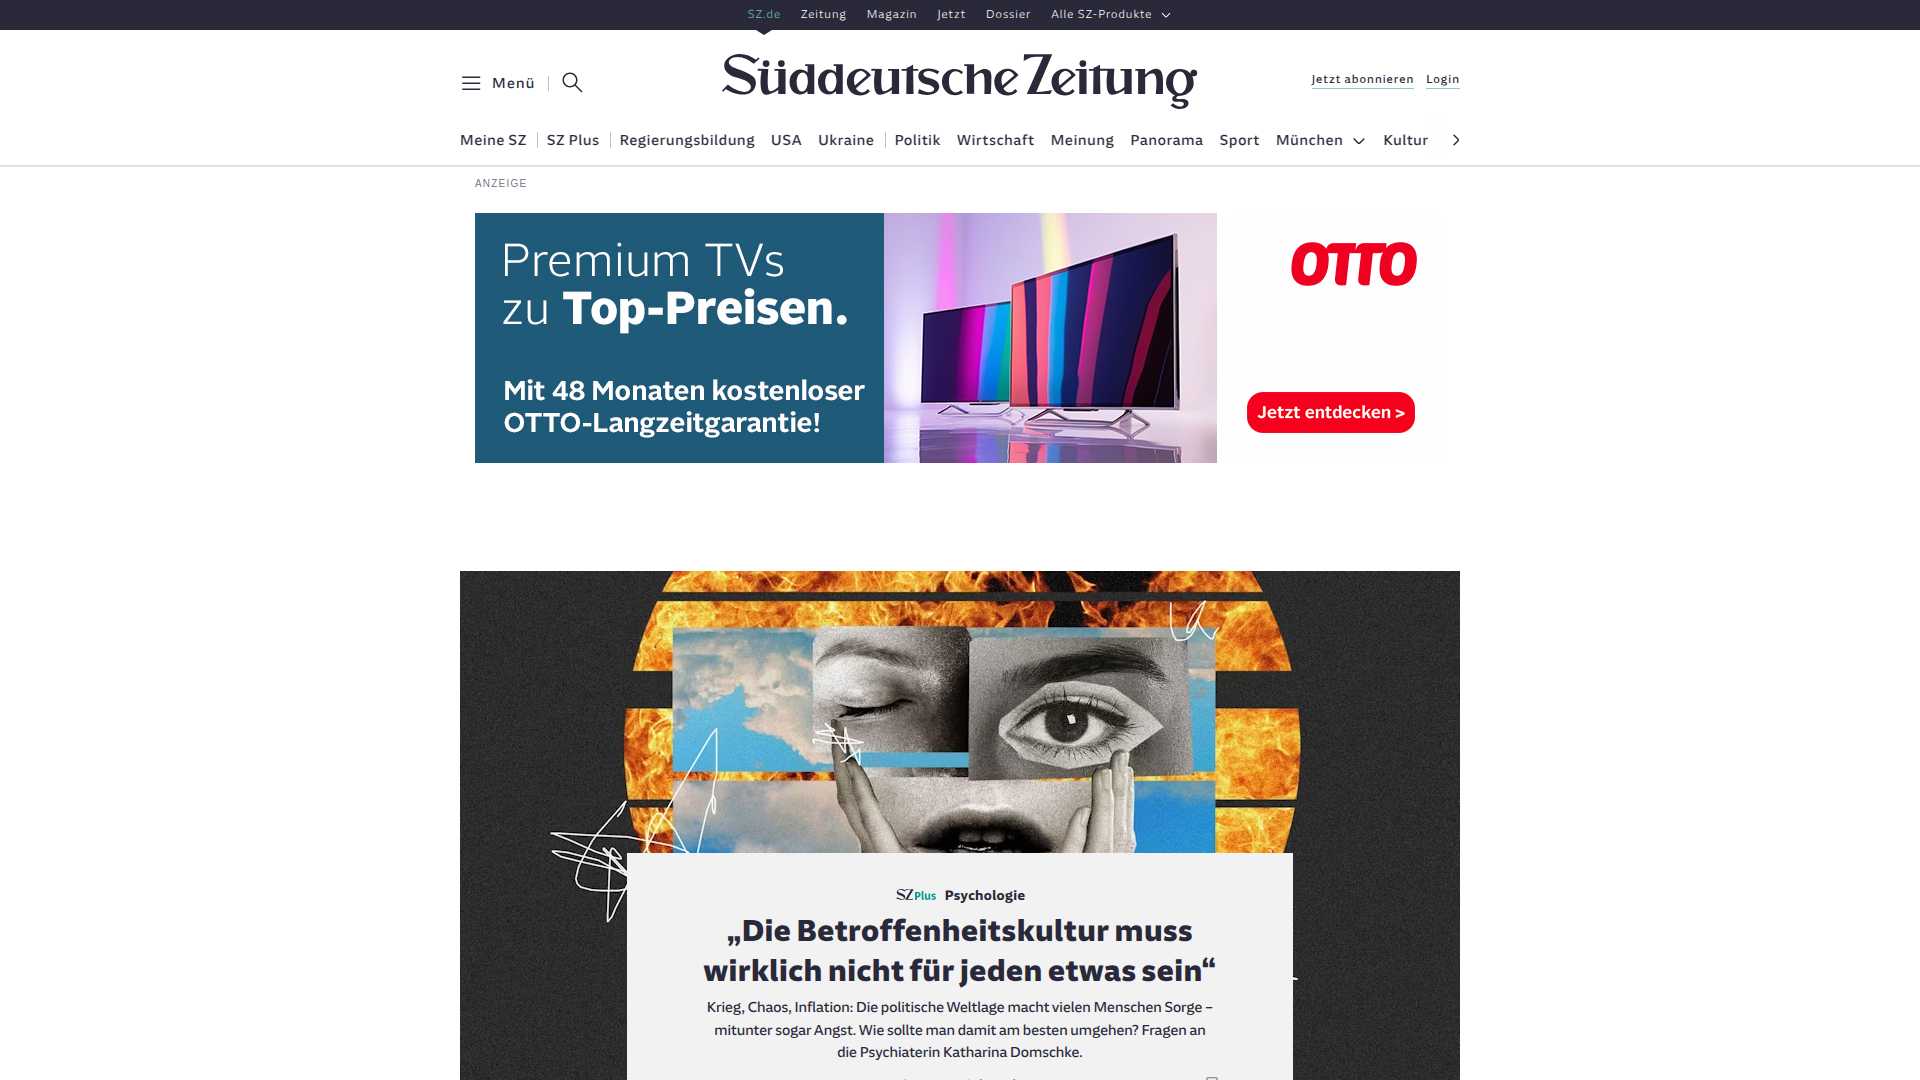 SZ.de Zeitung Magazin Jetzt Dossier Alle SZ-Produkte
Menü
Süddeutsche Zeitung
Jetzt abonnieren Login
Meine SZ SZ Plus Regierungsbildung USA Ukraine Politik Wirtschaft Meinung Panorama Sport München Kultur
ANZEIGE
Premium TVs
zu Top-Preisen.
Mit 48 Monaten kostenloser
OTTO-Langzeitgarantie!
OTTO
Jetzt entdecken >
SZ Plus Psychologie
„Die Betroffenheitskultur muss
wirklich nicht für jeden etwas sein“
Krieg, Chaos, Inflation: Die politische Weltlage macht vielen Menschen Sorge –
mitunter sogar Angst. Wie sollte man damit am besten umgehen? Fragen an
die Psychiaterin Katharina Domschke.